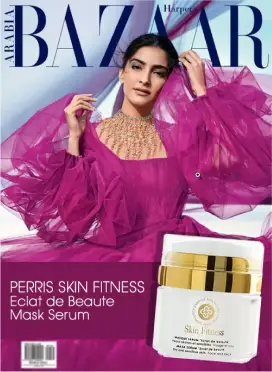 Harper's
ARABIA
BAZAAR
PERRIS SKIN FITNESS
Eclat de Beaute
Mask Serum
Skin Fitness